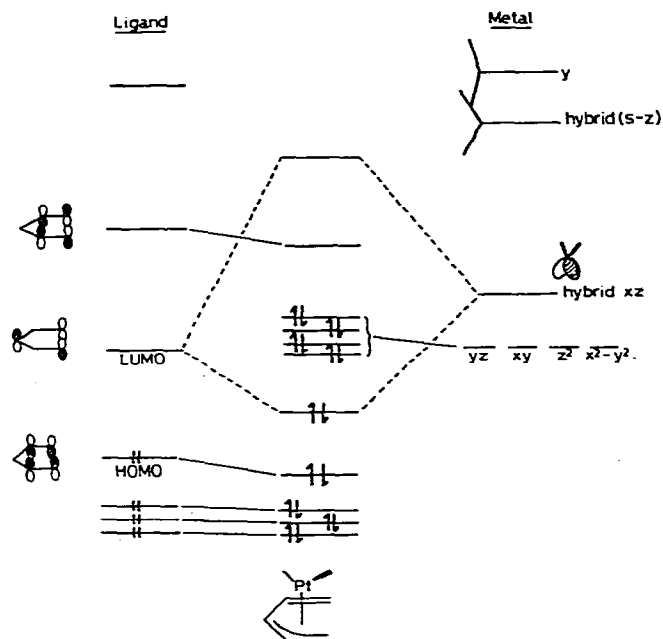 Ligand
Metal
y
hybrid (s-z)
hybrid xz
LUMO
yz xy z² x²-y².
HOMO
Pt